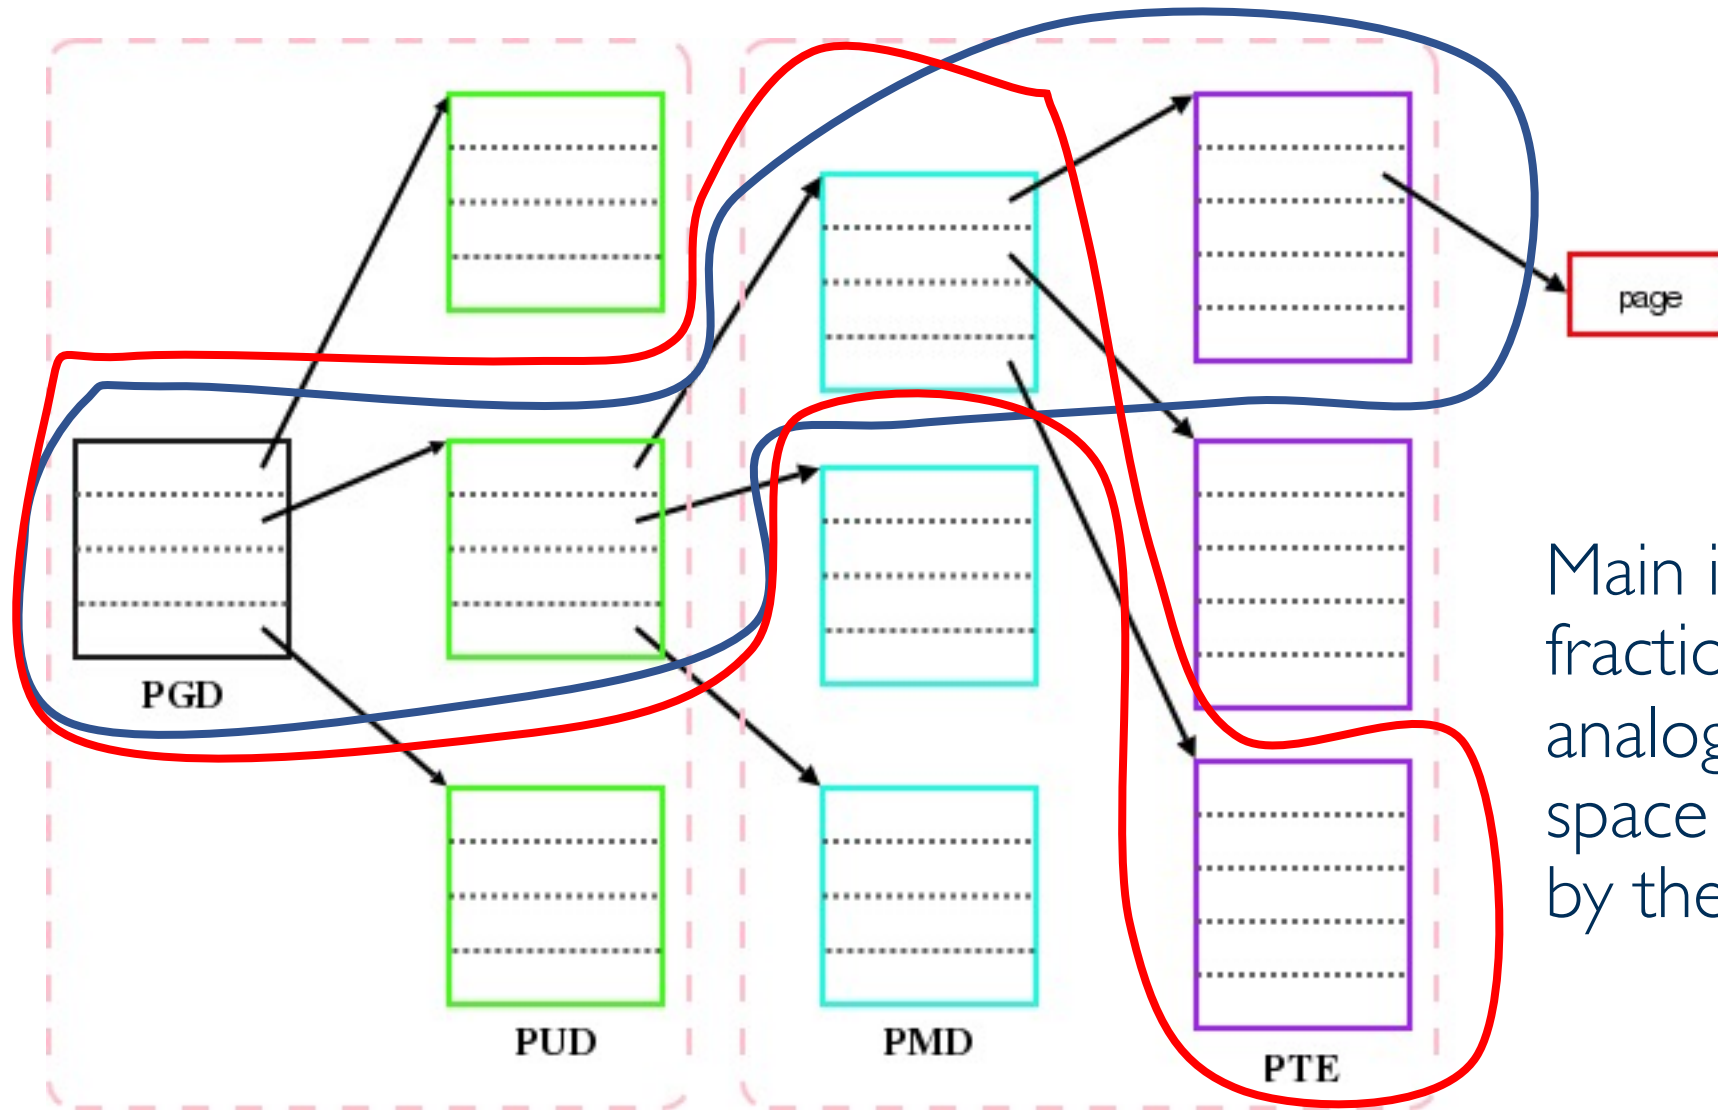 page
PGD
Main
fractio
analog
space
by the
PUD
PMD
PTE